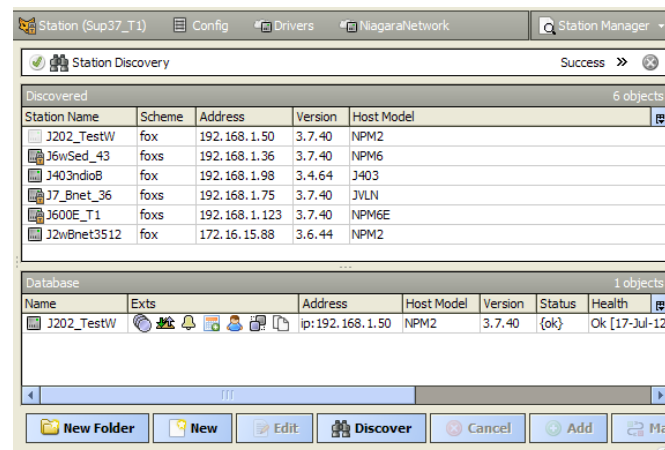 Station (Sup37_T1) Config Drivers NiagaraNetwork Station Manager
Station Discovery Success »
Discovered 6 objects
Station Name Scheme Address Version Host Model
J202_TestW fox 192.168.1.50 3.7.40 NPM2
J6wSed_43 foxs 192.168.1.36 3.7.40 NPM6
J403ndioB fox 192.168.1.98 3.4.64 J403
J7_Bnet_36 foxs 192.168.1.75 3.7.40 JVLN
J600E_T1 foxs 192.168.1.123 3.7.40 NPM6E
J2wBnet3512 fox 172.16.15.88 3.6.44 NPM2
Database 1 objects
Name Exts Address Host Model Version Status Health
J202_TestW ip:192.168.1.50 NPM2 3.7.40 {ok} Ok [17-Jul-12
New Folder New Edit Discover Cancel Add Ma